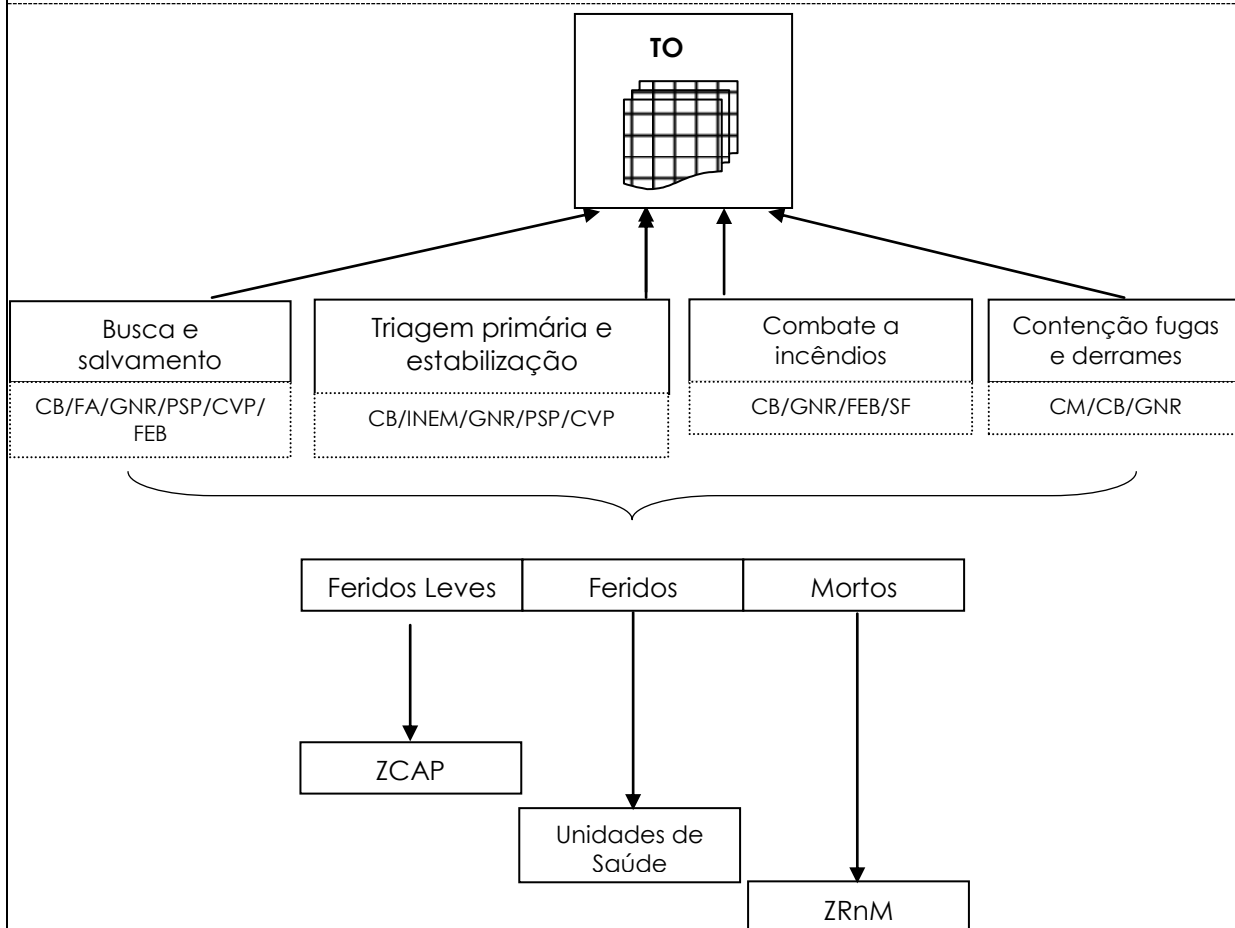 TO
Busca e
salvamento
CB/FA/GNR/PSP/CVP/
FEB
Triagem primária e
estabilização
CB/INEM/GNR/PSP/CVP
Combate a
incêndios
CB/GNR/FEB/SF
Contenção fugas
e derrames
CM/CB/GNR
Feridos Leves
Feridos
Mortos
ZCAP
Unidades de
Saúde
ZRnM